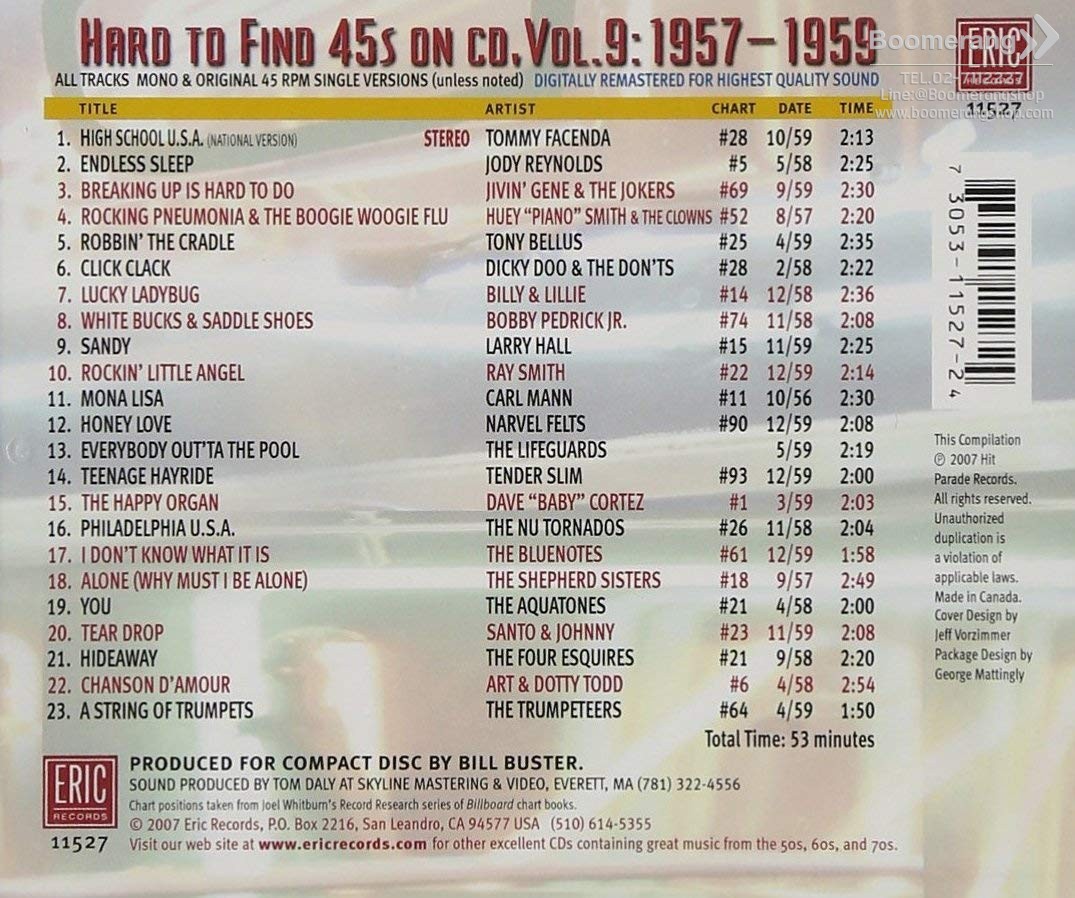 HARD TO FIND 45S ON CD, VOL.9: 1957–1959
ERIC
Boomerang
ALL TRACKS MONO & ORIGINAL 45 RPM SINGLE VERSIONS (unless noted) DIGITALLY REMASTERED FOR HIGHEST QUALITY SOUND
Line:@Boomerangshop
www.boomerangshop.com
11527
TITLE ARTIST CHART DATE TIME
1. HIGH SCHOOL U.S.A. (NATIONAL VERSION) STEREO TOMMY FACENDA #28 10/59 2:13
2. ENDLESS SLEEP JODY REYNOLDS #5 5/58 2:25
3. BREAKING UP IS HARD TO DO JIVIN' GENE & THE JOKERS #69 9/59 2:30
4. ROCKING PNEUMONIA & THE BOOGIE WOOGIE FLU HUEY "PIANO" SMITH & THE CLOWNS #52 8/57 2:20
5. ROBBIN' THE CRADLE TONY BELLUS #25 4/59 2:35
6. CLICK CLACK DICKY DOO & THE DON'TS #28 2/58 2:22
7. LUCKY LADYBUG BILLY & LILLIE #14 12/58 2:36
8. WHITE BUCKS & SADDLE SHOES BOBBY PEDRICK JR. #74 11/58 2:08
9. SANDY LARRY HALL #15 11/59 2:25
10. ROCKIN' LITTLE ANGEL RAY SMITH #22 12/59 2:14
11. MONA LISA CARL MANN #11 10/56 2:30
12. HONEY LOVE NARVEL FELTS #90 12/59 2:08
13. EVERYBODY OUT'TA THE POOL THE LIFEGUARDS 5/59 2:19
14. TEENAGE HAYRIDE TENDER SLIM #93 12/59 2:00
15. THE HAPPY ORGAN DAVE "BABY" CORTEZ #1 3/59 2:03
16. PHILADELPHIA U.S.A. THE NU TORNADOS #26 11/58 2:04
17. I DON'T KNOW WHAT IT IS THE BLUENOTES #61 12/59 1:58
18. ALONE (WHY MUST I BE ALONE) THE SHEPHERD SISTERS #18 9/57 2:49
19. YOU THE AQUATONES #21 4/58 2:00
20. TEAR DROP SANTO & JOHNNY #23 11/59 2:08
21. HIDEAWAY THE FOUR ESQUIRES #21 9/58 2:20
22. CHANSON D'AMOUR ART & DOTTY TODD #6 4/58 2:54
23. A STRING OF TRUMPETS THE TRUMPETEERS #64 4/59 1:50
Total Time: 53 minutes
7 3053-11527-2 4
This Compilation
℗ 2007 Hit
Parade Records.
All rights reserved.
Unauthorized
duplication is
a violation of
applicable laws.
Made in Canada.
Cover Design by
Jeff Vorzimmer
Package Design by
George Mattingly
ERIC
RECORDS
11527
PRODUCED FOR COMPACT DISC BY BILL BUSTER.
SOUND PRODUCED BY TOM DALY AT SKYLINE MASTERING & VIDEO, EVERETT, MA (781) 322-4556
Chart positions taken from Joel Whitburn's Record Research series of Billboard chart books.
© 2007 Eric Records, P.O. Box 2216, San Leandro, CA 94577 USA (510) 614-5355
Visit our web site at www.ericrecords.com for other excellent CDs containing great music from the 50s, 60s, and 70s.